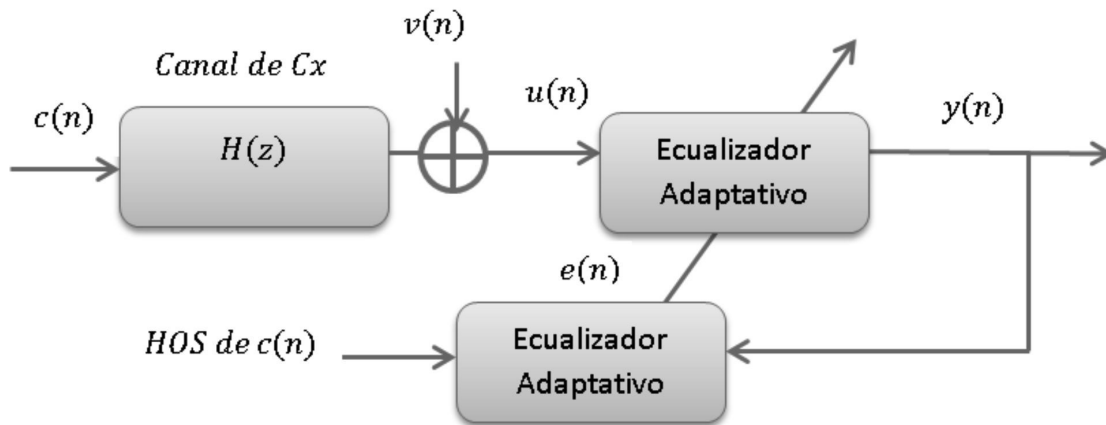 v(n)
Canal de Cx
c(n)
H(z)
u(n)
Ecualizador
Adaptativo
y(n)
e(n)
HOS de c(n)
Ecualizador
Adaptativo